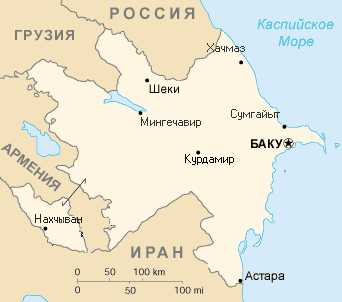 РОССИЯ
Каспийское
Море
ГРУЗИЯ
Хачмаз
Шеки
Мингечавир
Сумгайыт
БАКУ
Курдамир
АРМЕНИЯ
Нахчыван
ИРАН
Астара
0 50 100 km
0 50 100 mi